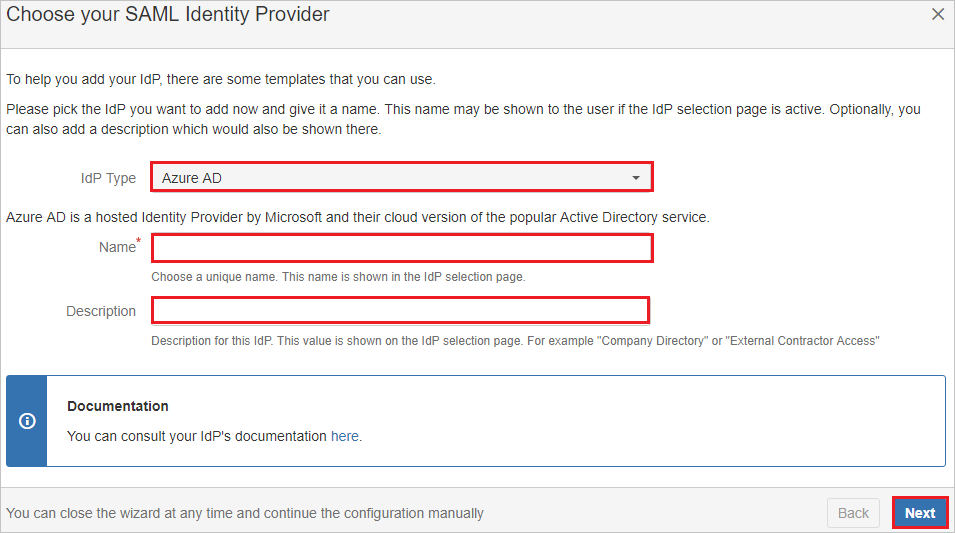 Choose your SAML Identity Provider
To help you add your IdP, there are some templates that you can use.
Please pick the IdP you want to add now and give it a name. This name may be shown to the user if the IdP selection page is active. Optionally, you
can also add a description which would also be shown there.
IdP Type
Azure AD
Azure AD is a hosted Identity Provider by Microsoft and their cloud version of the popular Active Directory service.
Name*
Choose a unique name. This name is shown in the IdP selection page.
Description
Description for this IdP. This value is shown on the IdP selection page. For example "Company Directory" or "External Contractor Access"
Documentation
You can consult your IdP's documentation here.
You can close the wizard at any time and continue the configuration manually
Back
Next